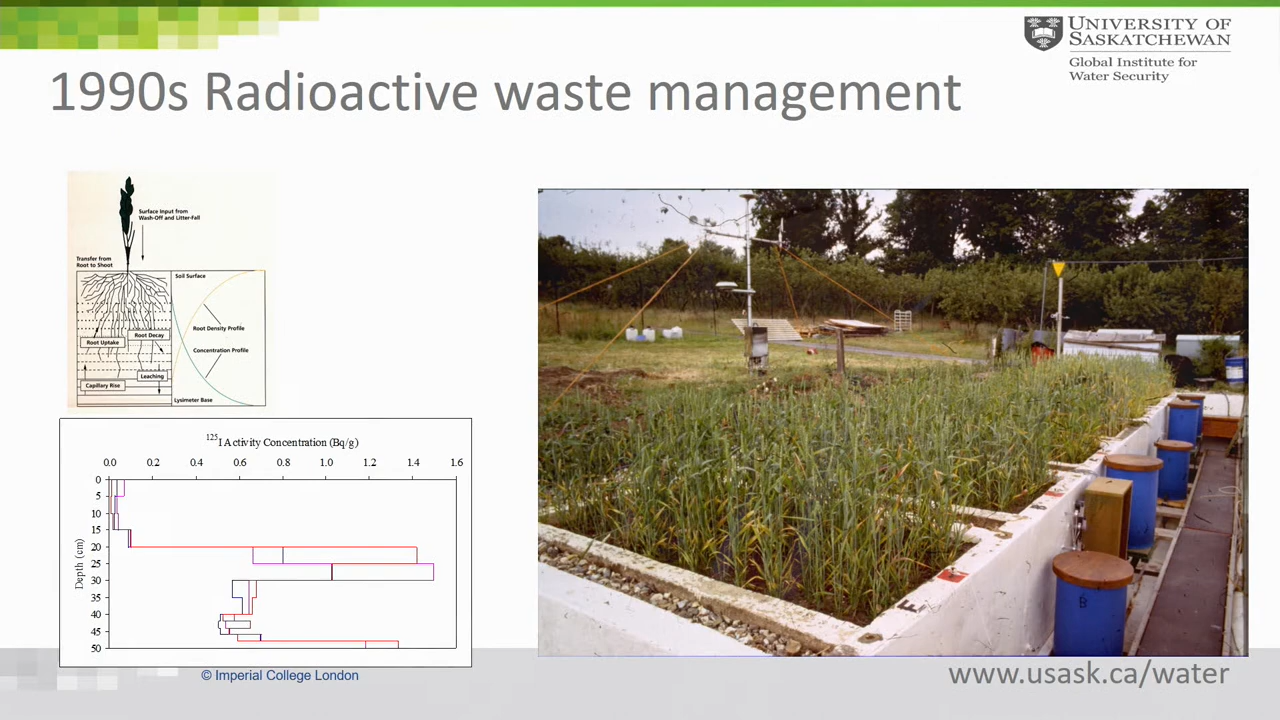 UNIVERSITY OF
SASKATCHEWAN
Global Institute for
Water Security
1990s Radioactive waste management
Surface Input from
Wash-Off and Litter-Fall
Transfer from
Root to Shoot
Soil Surface
Root Density Profile
Root Decay
Root Uptake
Concentration Profile
Leaching
Capillary Rise
Lysimeter Base
125I Activity Concentration (Bq/g)
0.0 0.2 0.4 0.6 0.8 1.0 1.2 1.4 1.6
Depth (cm)
0
5
10
15
20
25
30
35
40
45
50
F
B
© Imperial College London
www.usask.ca/water